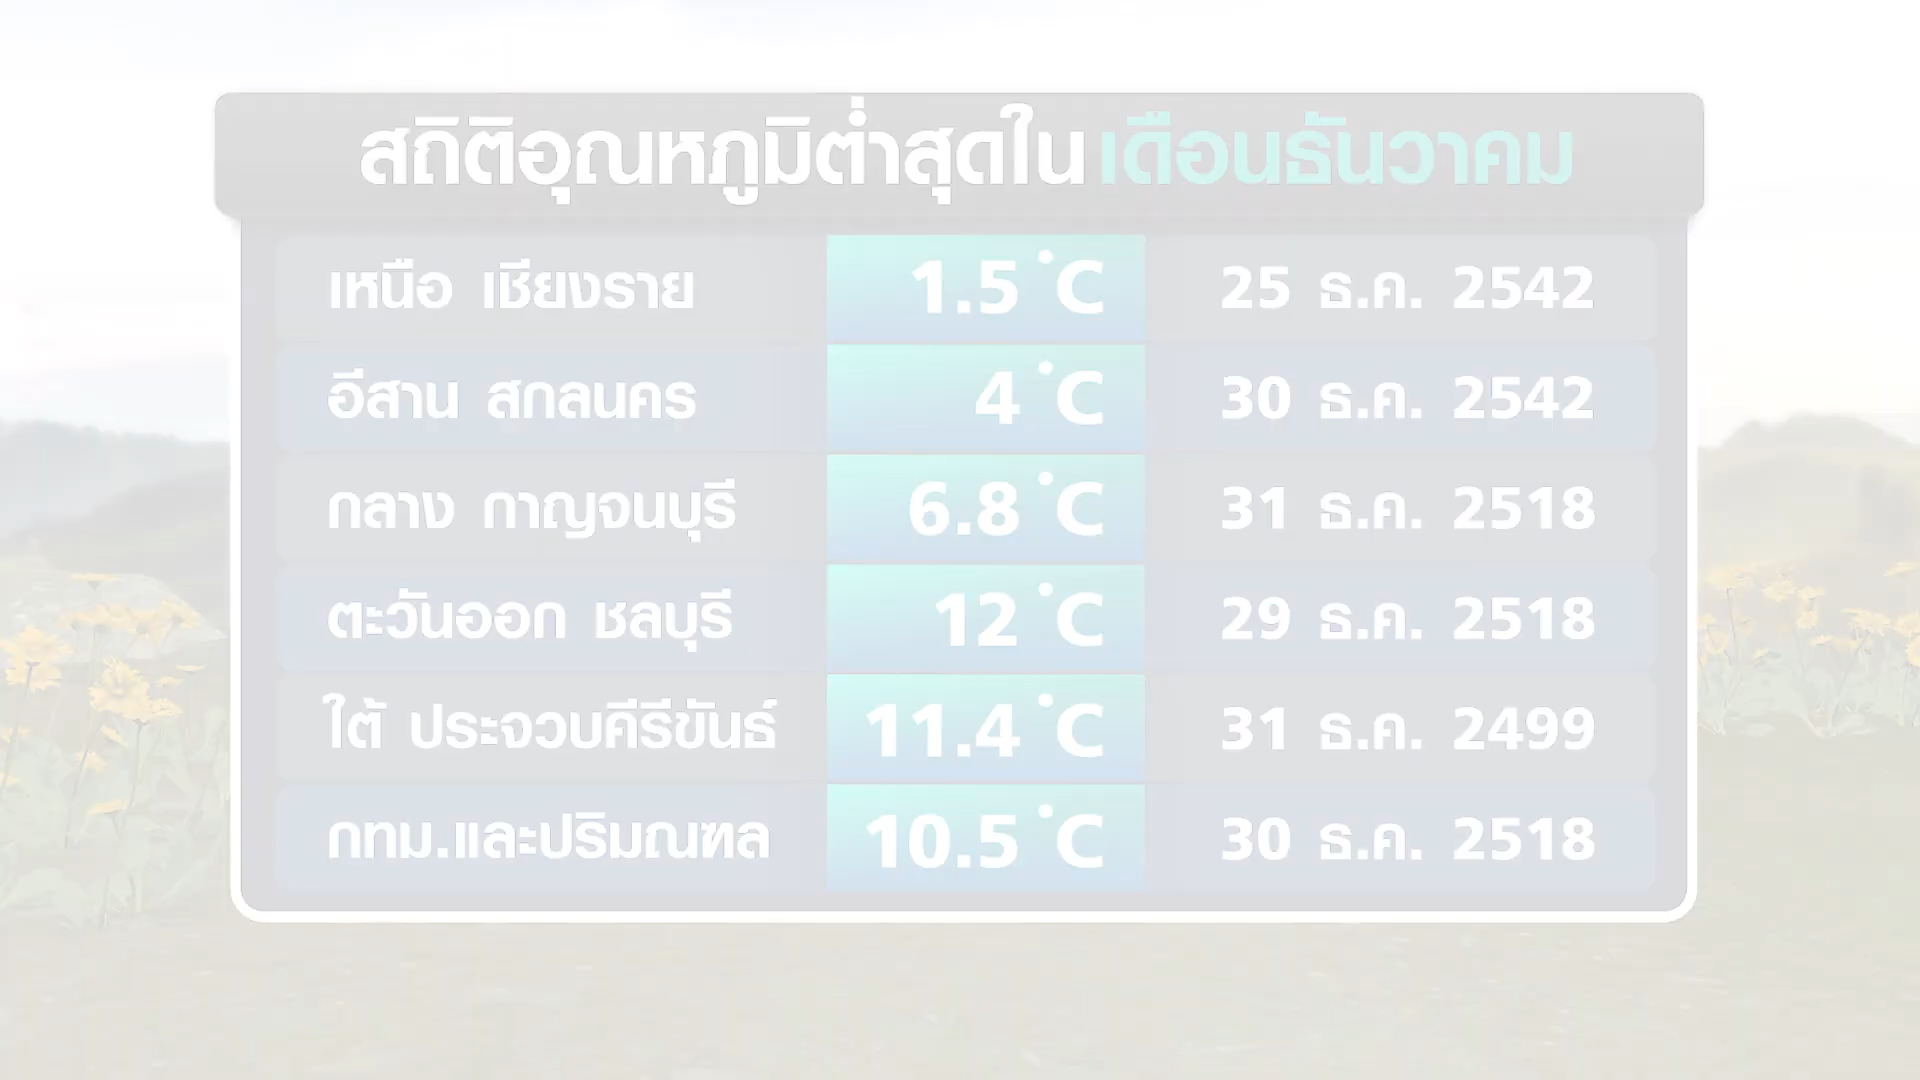 สถิติอุณหภูมิต่ำสุดในเดือนธันวาคม
เหนือ เชียงราย 1.5 °C 25 ธ.ค. 2542
อีสาน สกลนคร 4 °C 30 ธ.ค. 2542
กลาง กาญจนบุรี 6.8 °C 31 ธ.ค. 2518
ตะวันออก ชลบุรี 12 °C 29 ธ.ค. 2518
ใต้ ประจวบคีรีขันธ์ 11.4 °C 31 ธ.ค. 2499
กทม.และปริมณฑล 10.5 °C 30 ธ.ค. 2518